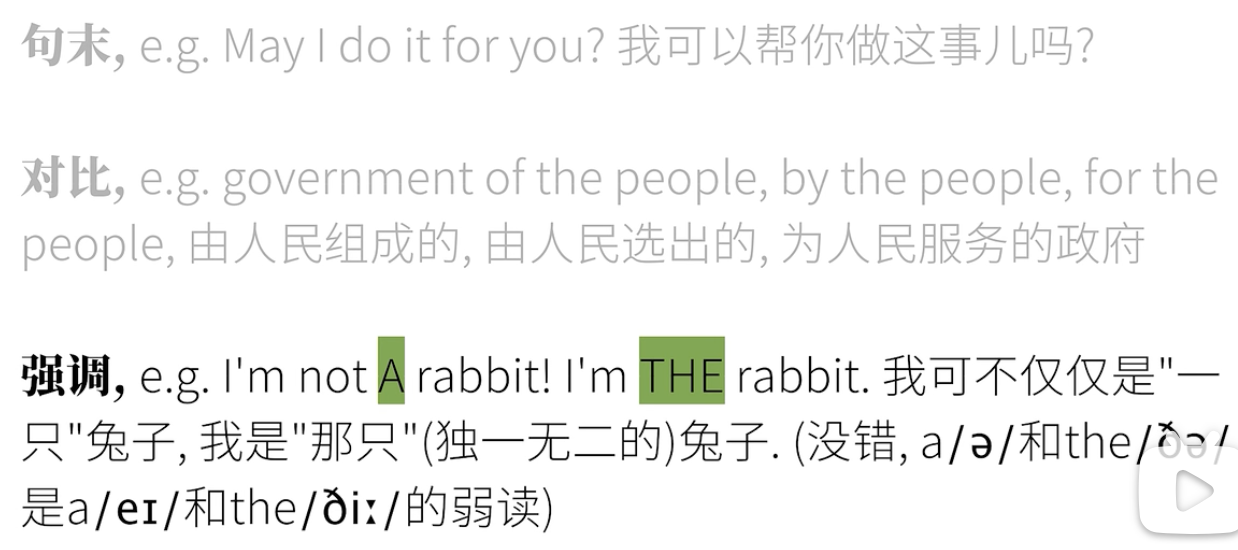 句末, e.g. May I do it for you? 我可以帮你做这事儿吗?
对比, e.g. government of the people, by the people, for the
people, 由人民组成的, 由人民选出的, 为人民服务的政府
强调, e.g. I'm not A rabbit! I'm THE rabbit. 我可不仅仅是"一
只"兔子, 我是"那只"(独一无二的)兔子. (没错, a/ə/和the/ðə/
是a/eɪ/和the/ðiː/的弱读)